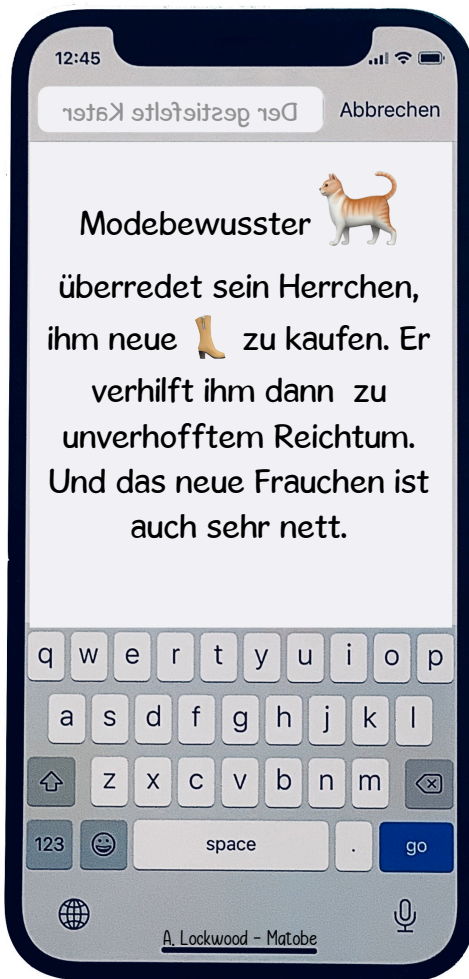 12:45
Der gestiefelte Kater Abbrechen
Modebewusster
überredet sein Herrchen,
ihm neue zu kaufen. Er
verhilft ihm dann zu
unverhofftem Reichtum.
Und das neue Frauchen ist
auch sehr nett.
q w e r t y u i o p
a s d f g h j k l
z x c v b n m
123 space . go
A. Lockwood - Matobe